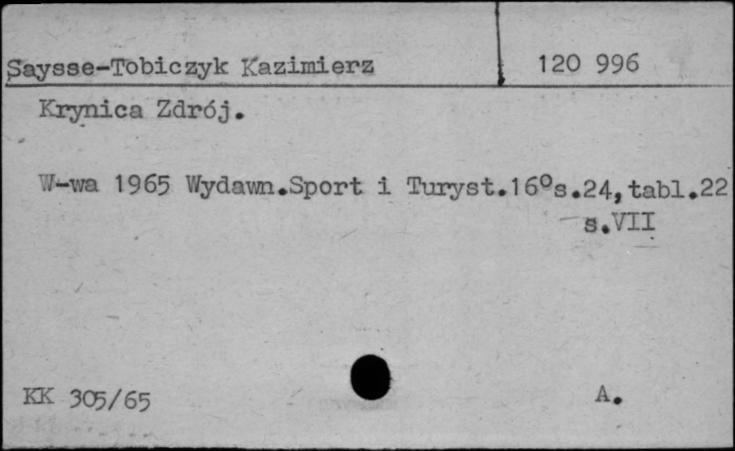 Saysse-Tobiczyk Kazimierz 120 996
Krynica Zdrój.
W-wa 1965 Wydawn.Sport i Turyst.16°s.24,tabl.22
s.VII
KK 305/65 A.